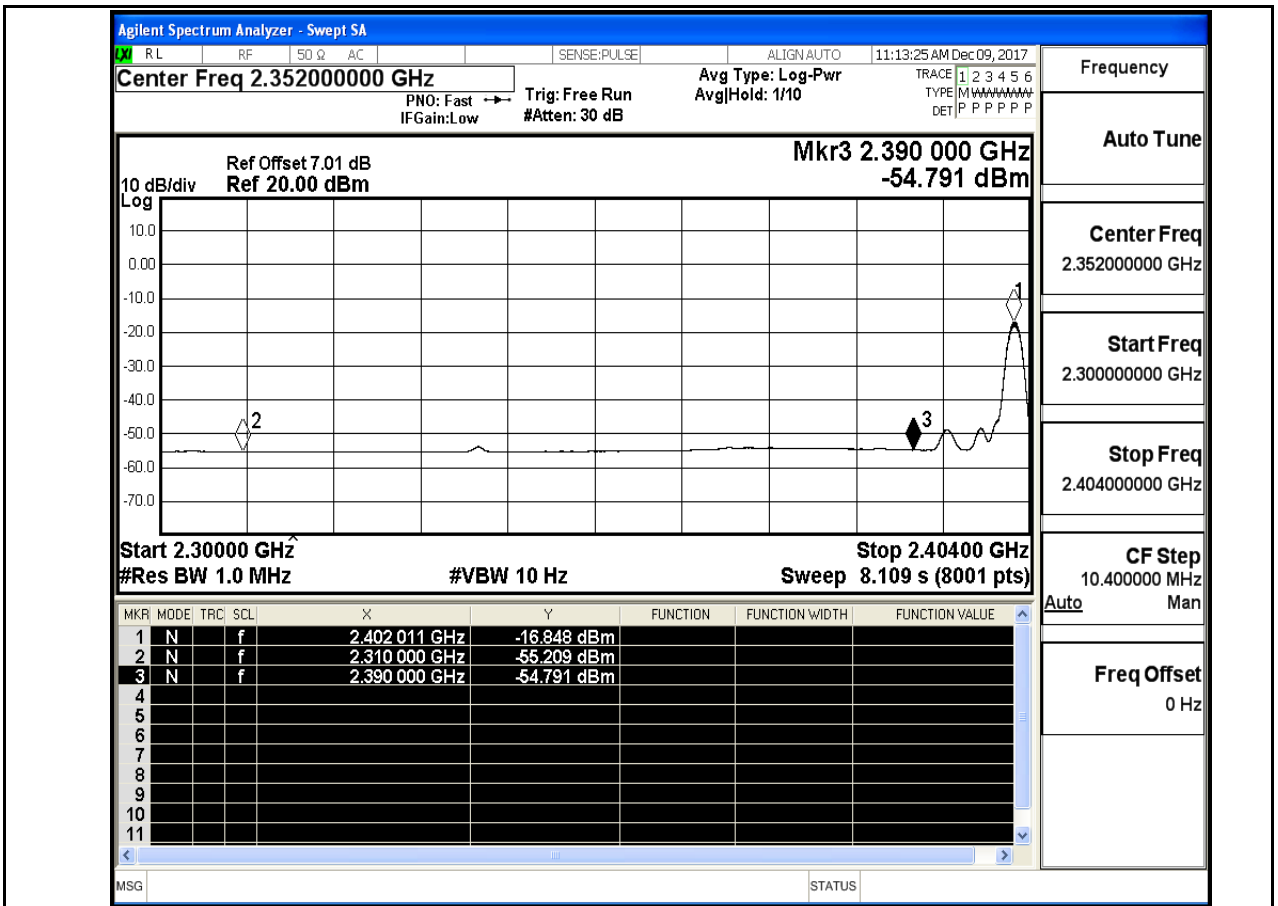 Agilent Spectrum Analyzer - Swept SA
LXI RL RF 50 Ω AC SENSE:PULSE ALIGN AUTO 11:13:25 AM Dec 09, 2017
Center Freq 2.352000000 GHz
PNO: Fast
IFGain:Low
Trig: Free Run
#Atten: 30 dB
Avg Type: Log-Pwr
Avg|Hold: 1/10
TRACE 1 2 3 4 5 6
TYPE M WWWWW
DET P P P P P P
Mkr3 2.390 000 GHz
-54.791 dBm
Ref Offset 7.01 dB
10 dB/div Ref 20.00 dBm
Log
10.0
0.00
-10.0
-20.0
-30.0
-40.0
-50.0
-60.0
-70.0
1
2
3
Start 2.30000 GHz Stop 2.40400 GHz
#Res BW 1.0 MHz #VBW 10 Hz Sweep 8.109 s (8001 pts)
MKR MODE TRC SCL X Y FUNCTION FUNCTION WIDTH FUNCTION VALUE
1 N f 2.402 011 GHz -16.848 dBm
2 N f 2.310 000 GHz -55.209 dBm
3 N f 2.390 000 GHz -54.791 dBm
4
5
6
7
8
9
10
11
MSG STATUS
Frequency
Auto Tune
Center Freq
2.352000000 GHz
Start Freq
2.300000000 GHz
Stop Freq
2.404000000 GHz
CF Step
10.400000 MHz
Auto Man
Freq Offset
0 Hz